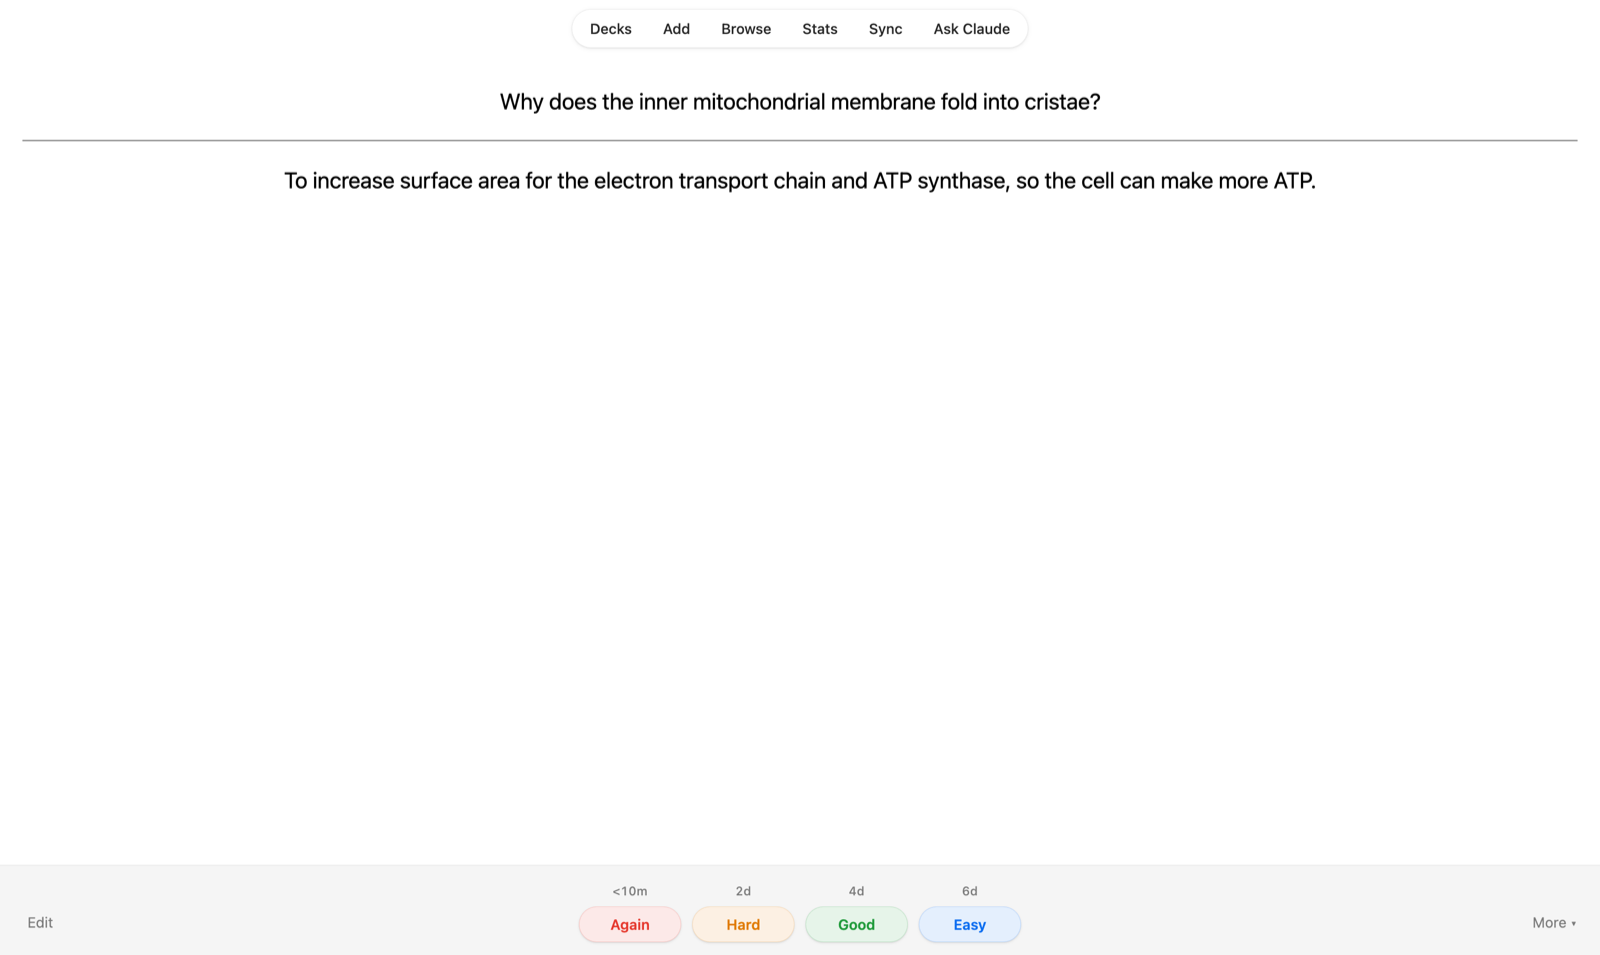 Decks Add Browse Stats Sync Ask Claude
Why does the inner mitochondrial membrane fold into cristae?
To increase surface area for the electron transport chain and ATP synthase, so the cell can make more ATP.
<10m 2d 4d 6d
Edit Again Hard Good Easy More ▾